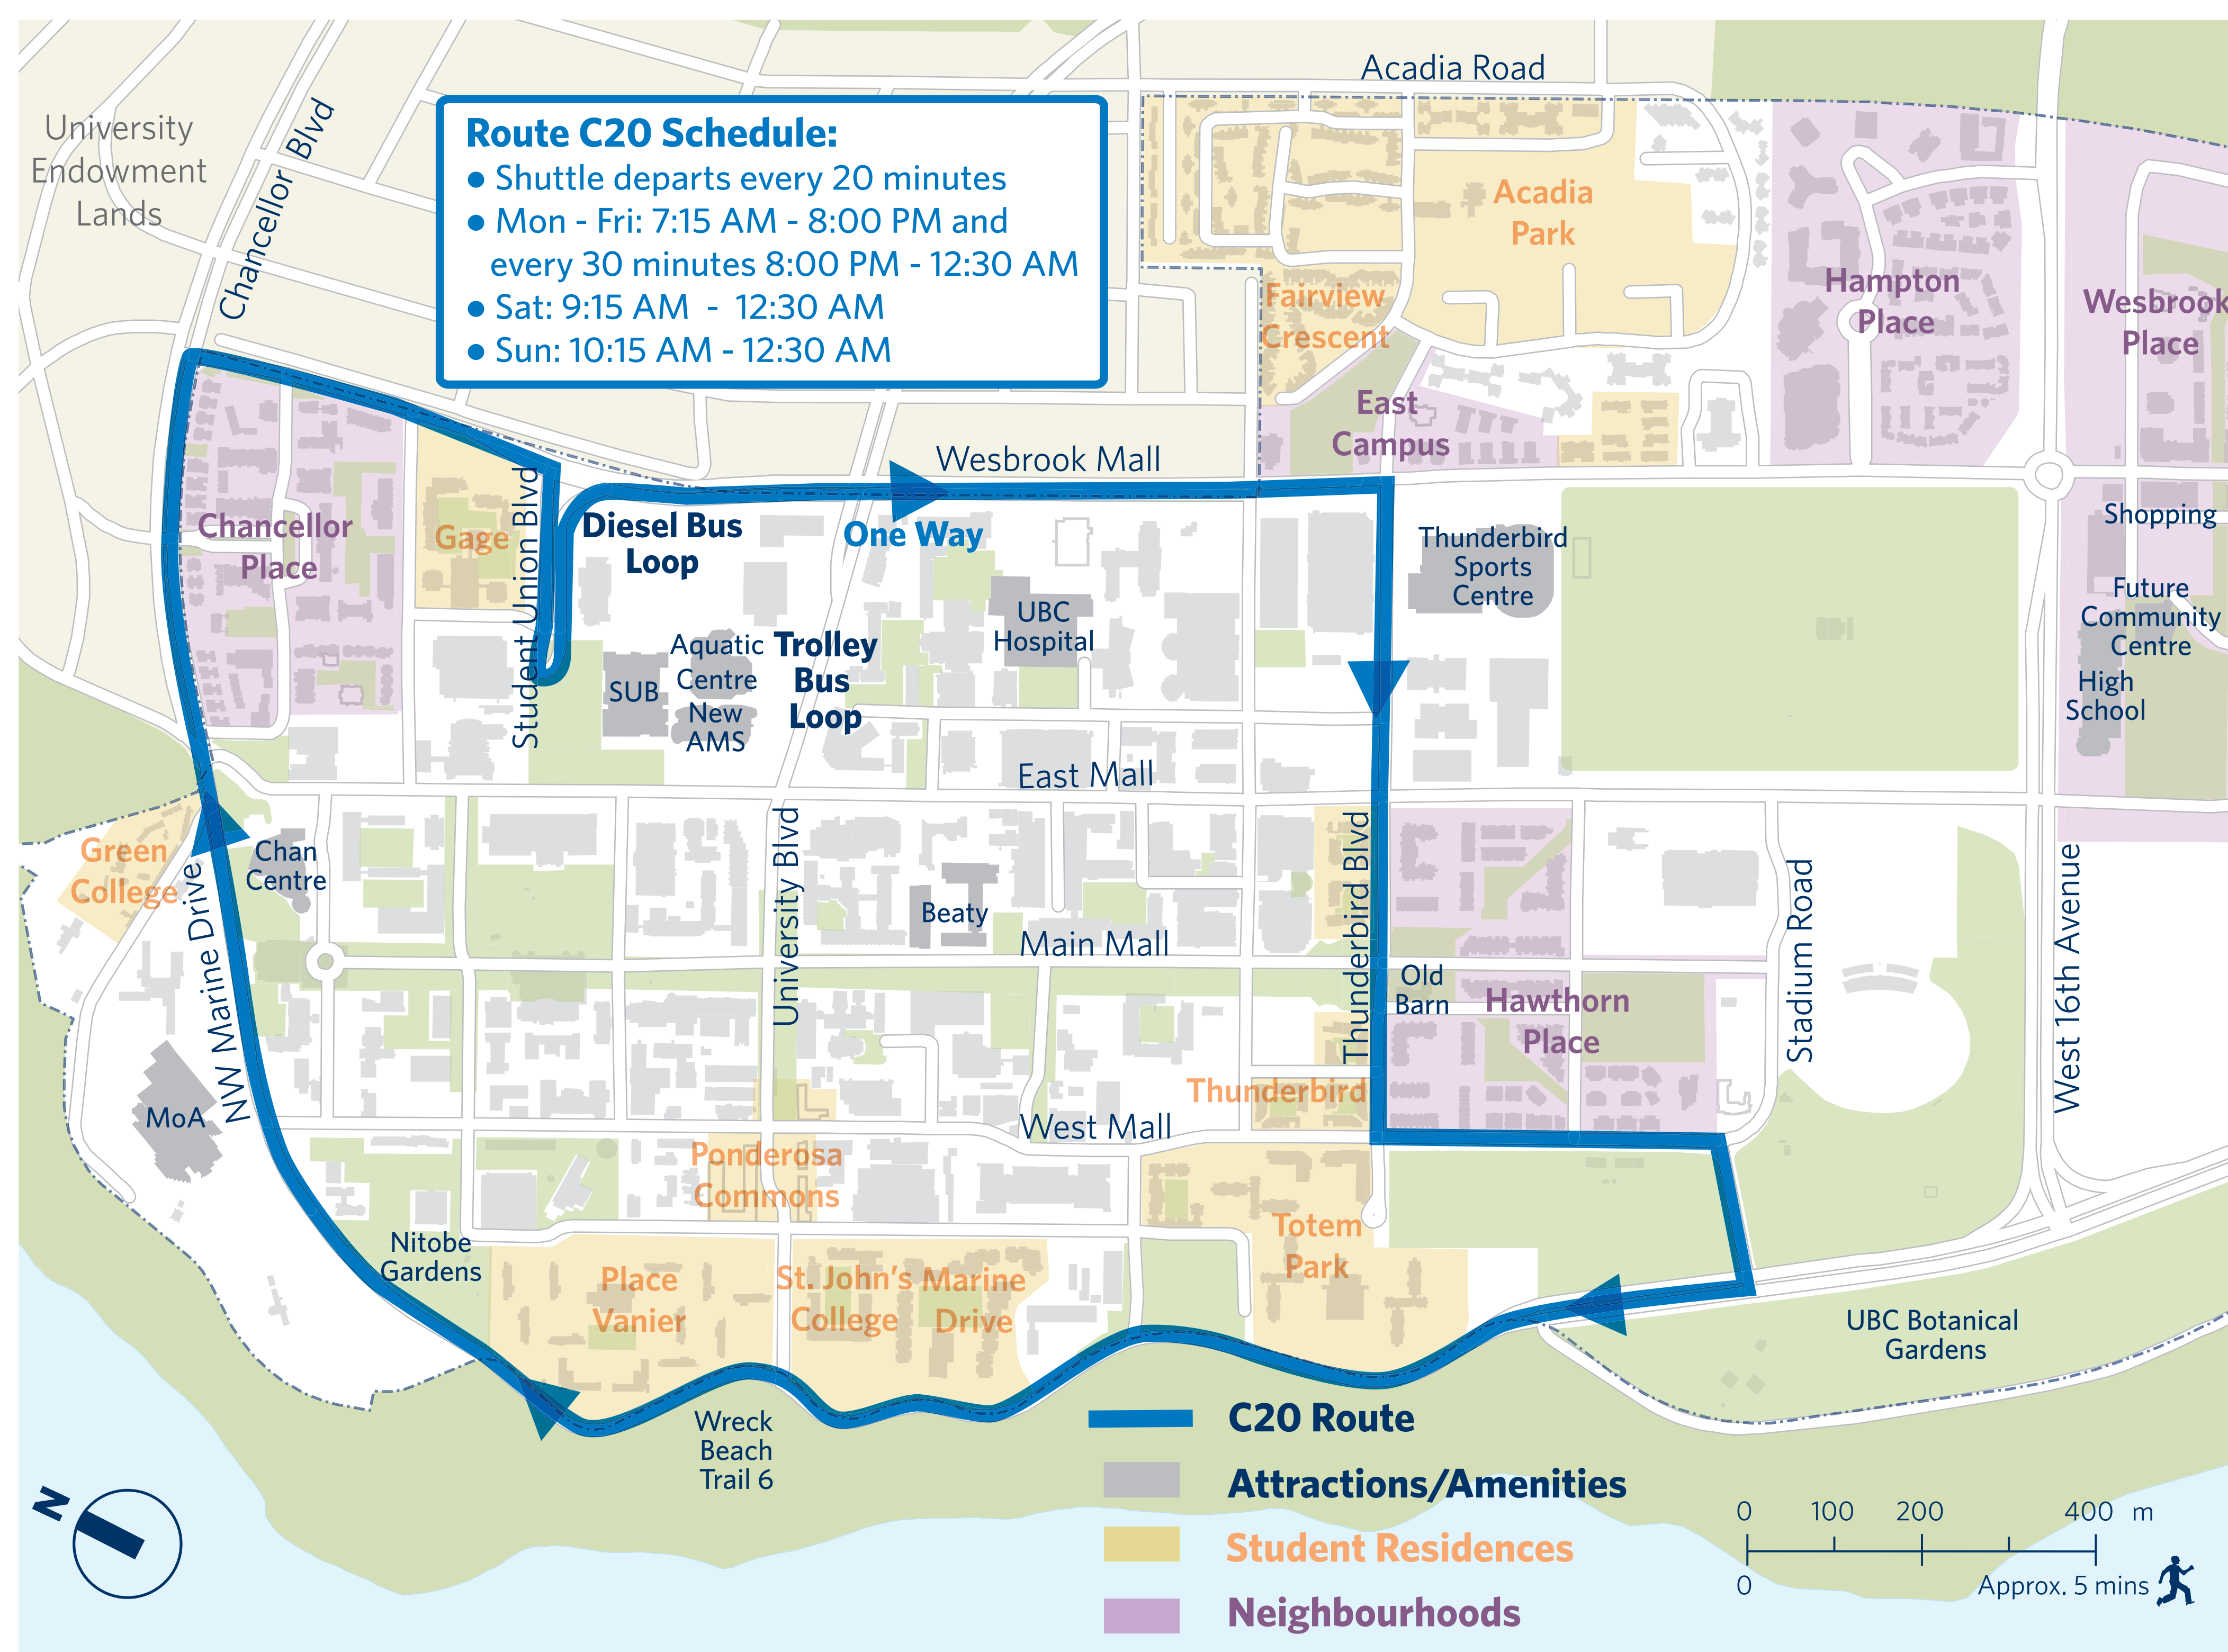 Acadia Road
University
Endowment
Lands
Chancellor Blvd
Route C20 Schedule:
● Shuttle departs every 20 minutes
● Mon - Fri: 7:15 AM - 8:00 PM and
every 30 minutes 8:00 PM - 12:30 AM
● Sat: 9:15 AM - 12:30 AM
● Sun: 10:15 AM - 12:30 AM
Acadia
Park
Hampton
Place
Wesbrook
Place
Fairview
Crescent
East
Campus
Wesbrook Mall
Chancellor
Place
Gage
Student Union Blvd
Diesel Bus
Loop
One Way
Thunderbird
Sports
Centre
Shopping
Future
Community
Centre
High
School
UBC
Hospital
Aquatic
Centre
Trolley
Bus
Loop
SUB
New
AMS
East Mall
Green
College
Chan
Centre
NW Marine Drive
University Blvd
Beaty
Main Mall
Thunderbird Blvd
Old
Barn
Hawthorn
Place
Stadium Road
West 16th Avenue
MoA
Thunderbird
West Mall
Ponderosa
Commons
Nitobe
Gardens
Totem
Park
Place
Vanier
St. John's
College
Marine
Drive
UBC Botanical
Gardens
Wreck
Beach
Trail 6
C20 Route
Attractions/Amenities
Student Residences
Neighbourhoods
N
0 100 200 400 m
0 Approx. 5 mins